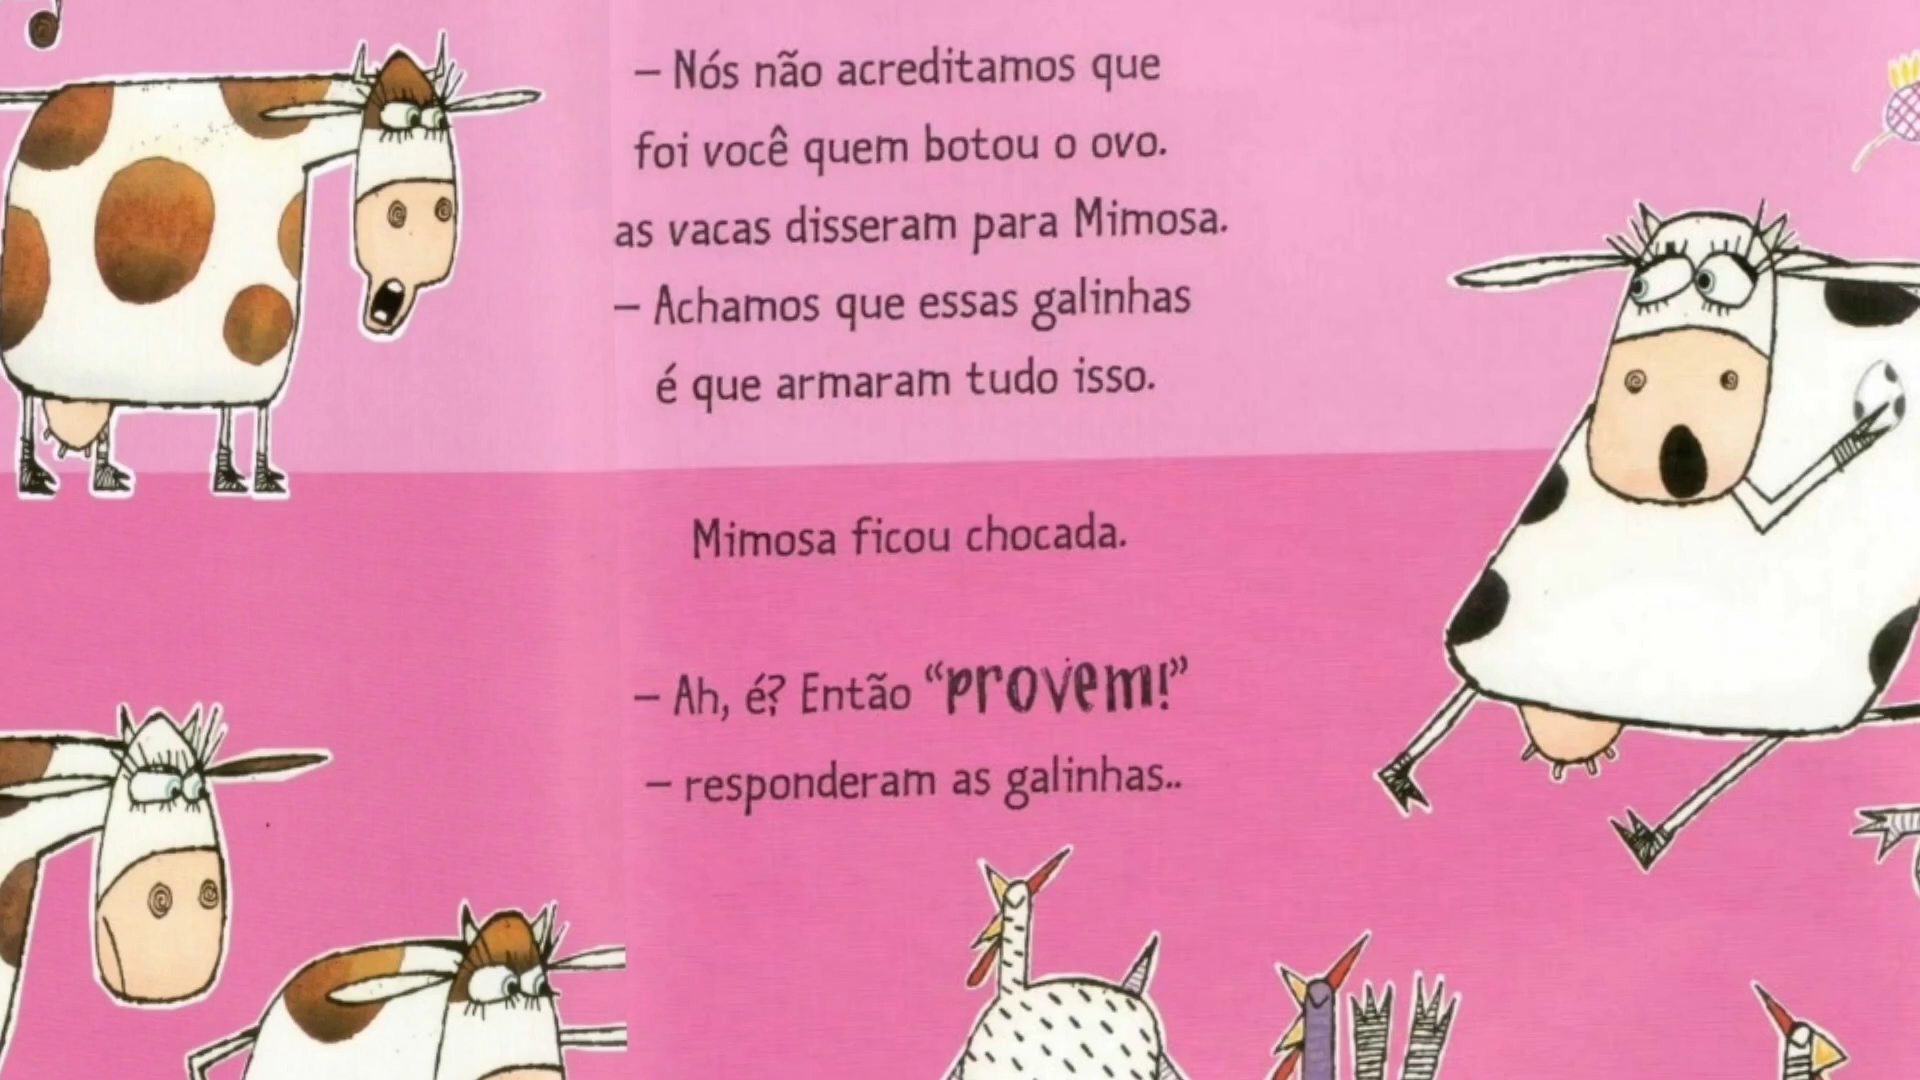 – Nós não acreditamos que
foi você quem botou o ovo.
as vacas disseram para Mimosa.
– Achamos que essas galinhas
é que armaram tudo isso.
Mimosa ficou chocada.
– Ah, é? Então “provem!”
– responderam as galinhas..